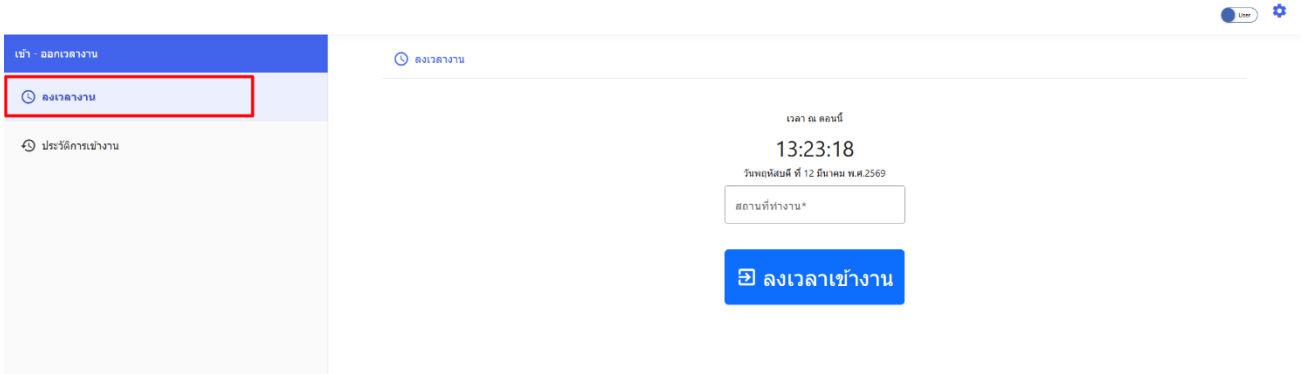 User
เข้า - ออกเวลางาน
ลงเวลางาน
ประวัติการเข้างาน
ลงเวลางาน
เวลา ณ ตอนนี้
13:23:18
วันพฤหัสบดี ที่ 12 มีนาคม พ.ศ.2569
สถานที่ทำงาน*
ลงเวลาเข้างาน